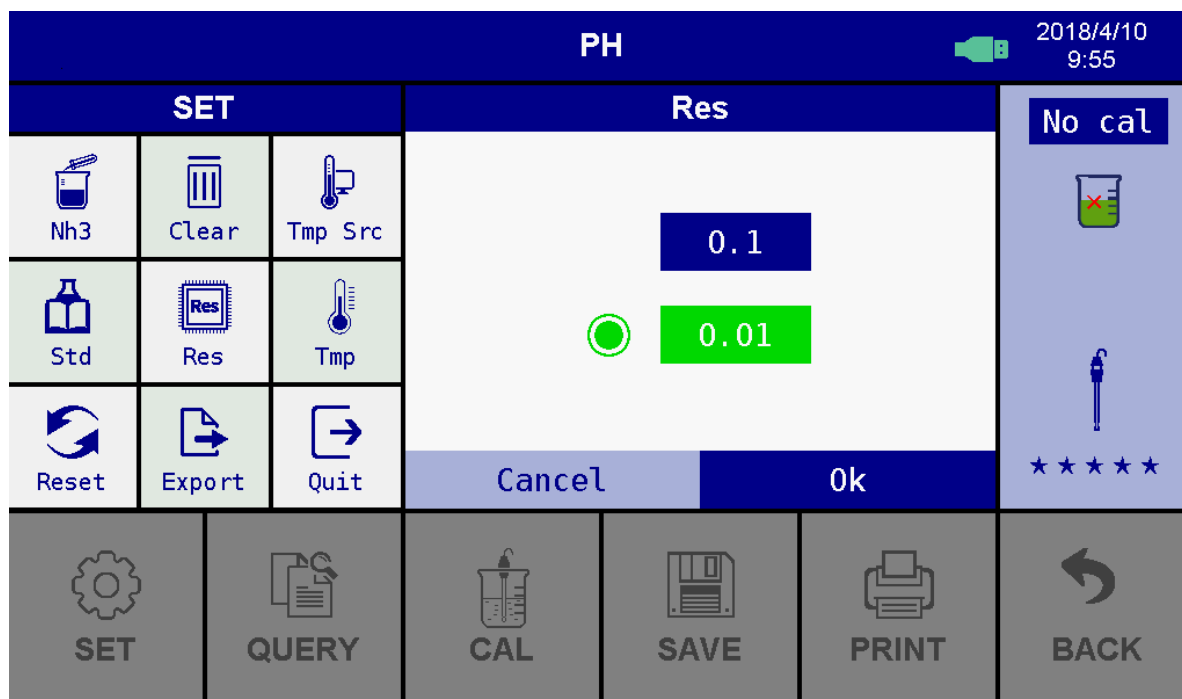 PH
2018/4/10
9:55
SET
Res
No cal
Nh3
Clear
Tmp Src
0.1
Std
Res
Res
Tmp
0.01
Reset
Export
Quit
Cancel
Ok
★★★★★
SET
QUERY
CAL
SAVE
PRINT
BACK